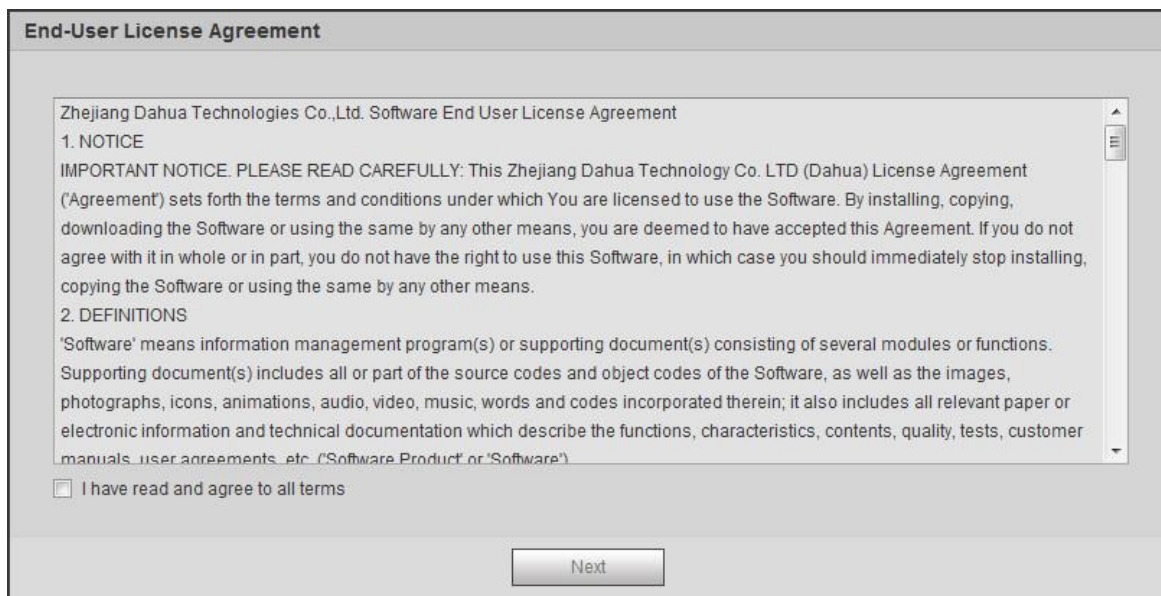 End-User License Agreement
Zhejiang Dahua Technologies Co.,Ltd. Software End User License Agreement
1. NOTICE
IMPORTANT NOTICE. PLEASE READ CAREFULLY: This Zhejiang Dahua Technology Co. LTD (Dahua) License Agreement
('Agreement') sets forth the terms and conditions under which You are licensed to use the Software. By installing, copying,
downloading the Software or using the same by any other means, you are deemed to have accepted this Agreement. If you do not
agree with it in whole or in part, you do not have the right to use this Software, in which case you should immediately stop installing,
copying the Software or using the same by any other means.
2. DEFINITIONS
'Software' means information management program(s) or supporting document(s) consisting of several modules or functions.
Supporting document(s) includes all or part of the source codes and object codes of the Software, as well as the images,
photographs, icons, animations, audio, video, music, words and codes incorporated therein; it also includes all relevant paper or
electronic information and technical documentation which describe the functions, characteristics, contents, quality, tests, customer
manuals, user agreements, etc. ('Software Product' or 'Software')
I have read and agree to all terms
Next